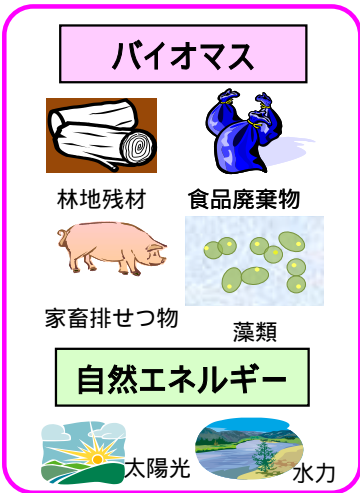 バイオマス
林地残材
食品廃棄物
家畜排せつ物
藻類
自然エネルギー
太陽光
水力